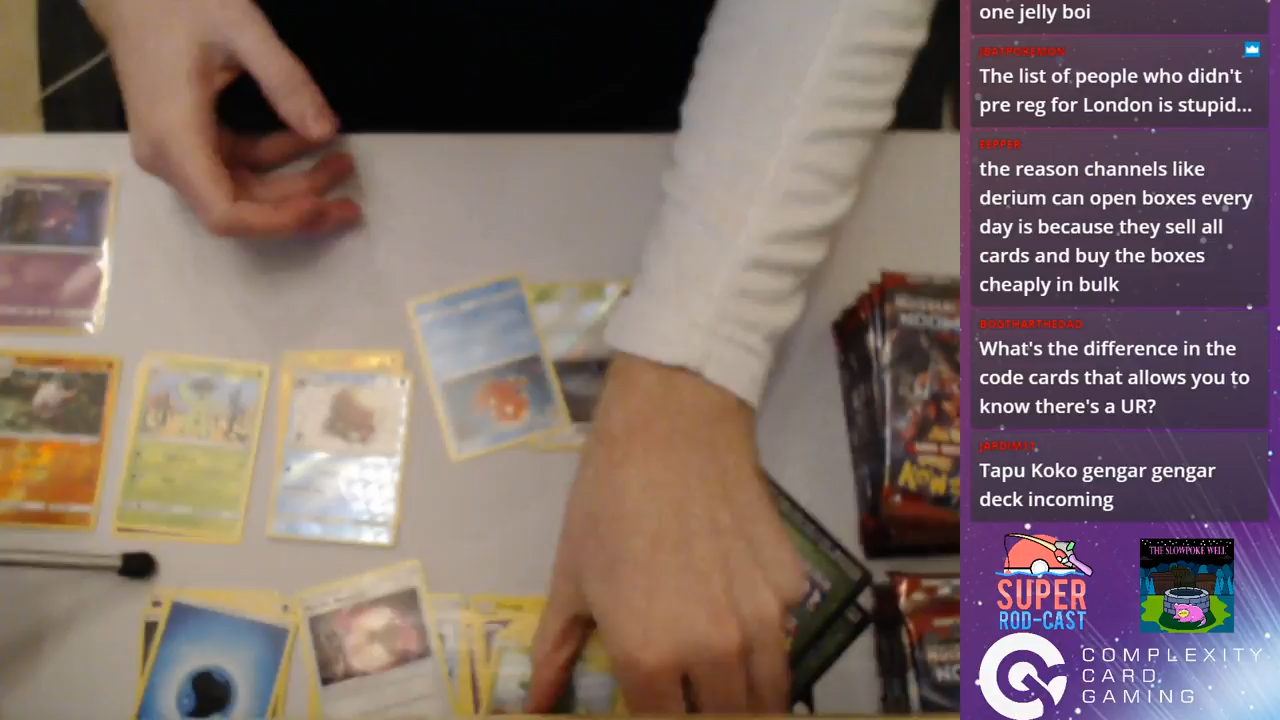 one jelly boi
JBATPOKEMON
The list of people who didn't
pre reg for London is stupid...
EEPPER
the reason channels like
derium can open boxes every
day is because they sell all
cards and buy the boxes
cheaply in bulk
BOGTHARTHEDAD
What's the difference in the
code cards that allows you to
know there's a UR?
JARDIM17
Tapu Koko gengar gengar
deck incoming
SUPER
ROD-CAST
THE SLOWPOKE WELL
COMPLEXITY
CARD
GAMING